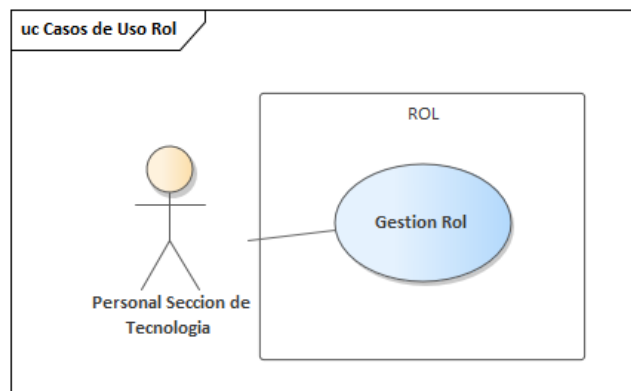 uc Casos de Uso Rol
ROL
Gestion Rol
Personal Seccion de
Tecnologia